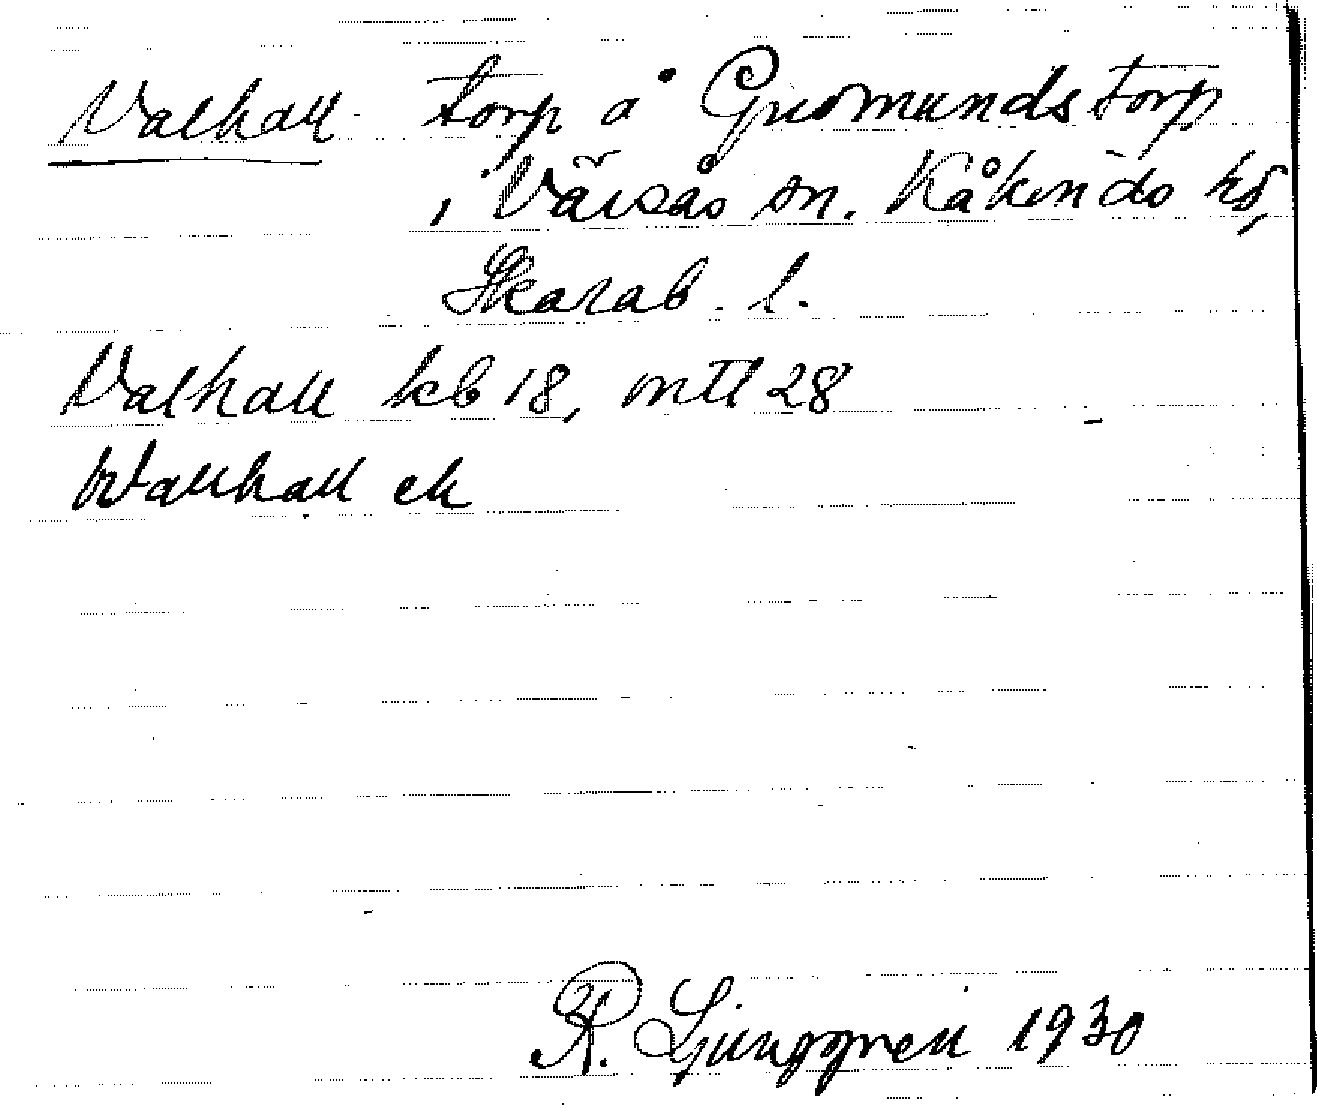 Valhall torp å Gudmundstorp
i Värsås sn. Kåkinds hd,
Skarab. l.
Valhall kb 18, mtl 28
Wallhall ek
R. Ljunggren 1930